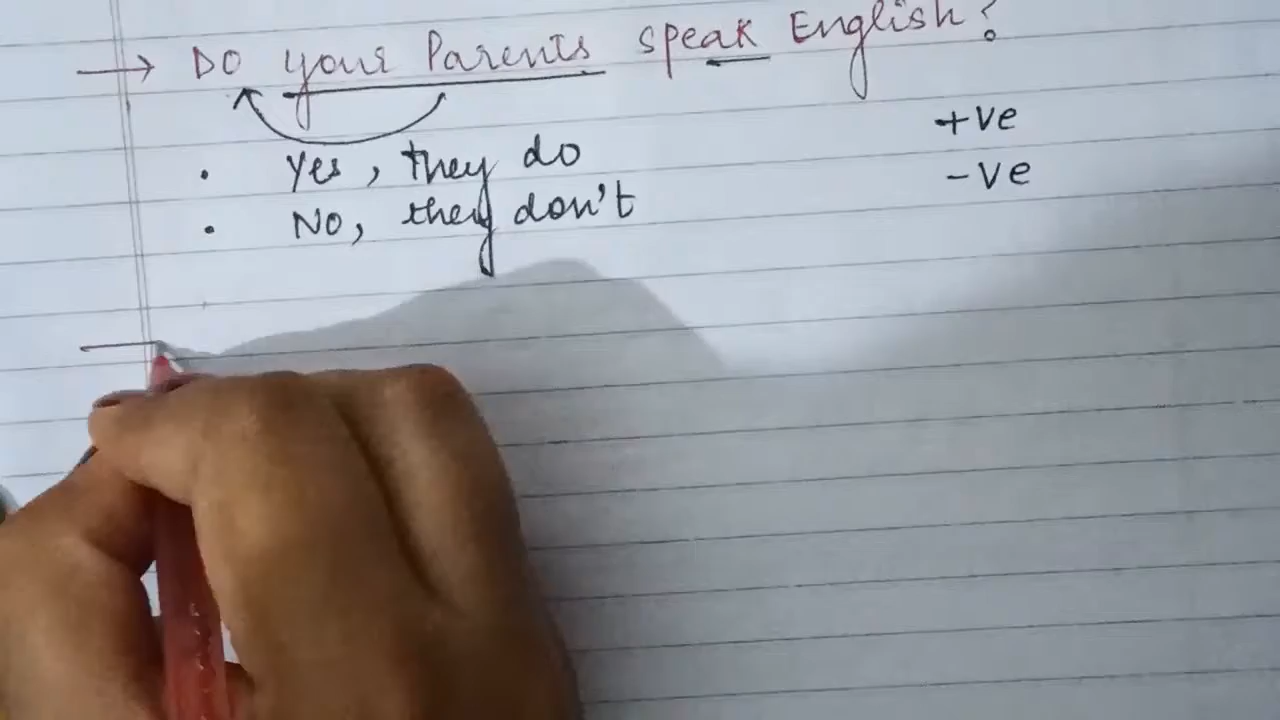 → DO your Parents speak English?
+ve
• Yes, they do
-ve
• No, they don't